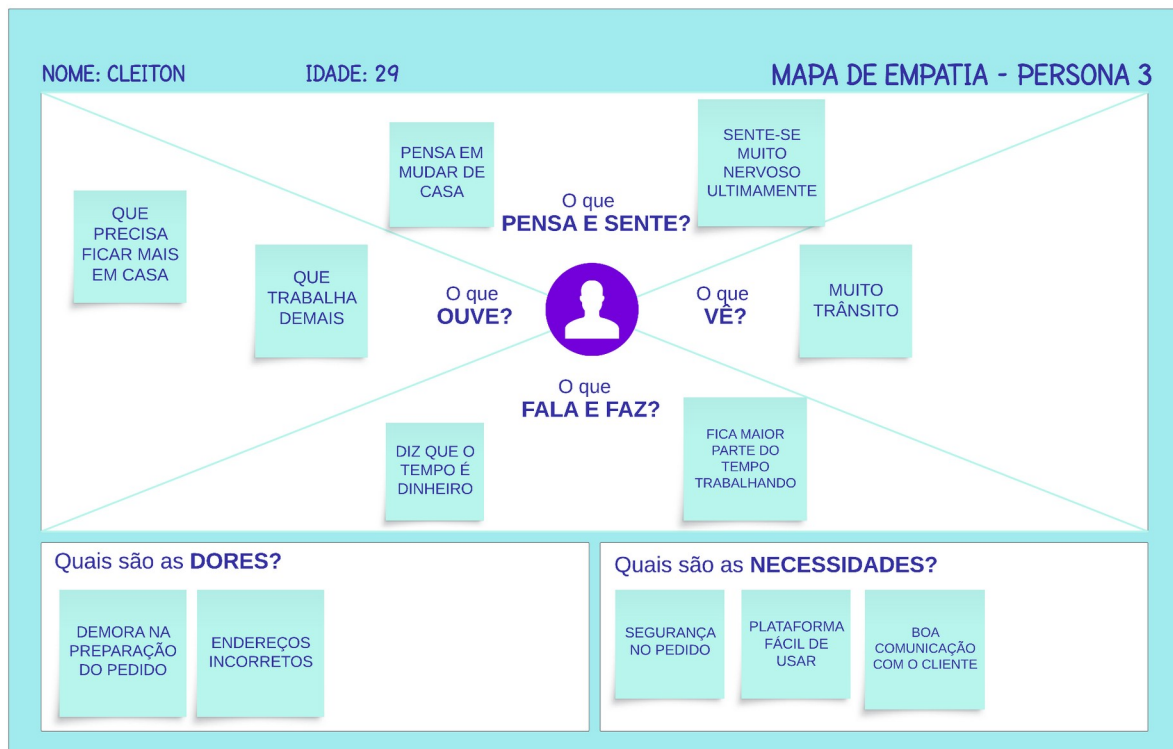 NOME: CLEITON
IDADE: 29
MAPA DE EMPATIA - PERSONA 3
PENSA EM
MUDAR DE
CASA
SENTE-SE
MUITO
NERVOSO
ULTIMAMENTE
O que
PENSA E SENTE?
QUE
PRECISA
FICAR MAIS
EM CASA
QUE
TRABALHA
DEMAIS
O que
OUVE?
O que
VÊ?
MUITO
TRÂNSITO
O que
FALA E FAZ?
DIZ QUE O
TEMPO É
DINHEIRO
FICA MAIOR
PARTE DO
TEMPO
TRABALHANDO
Quais são as DORES?
DEMORA NA
PREPARAÇÃO
DO PEDIDO
ENDEREÇOS
INCORRETOS
Quais são as NECESSIDADES?
SEGURANÇA
NO PEDIDO
PLATAFORMA
FÁCIL DE
USAR
BOA
COMUNICAÇÃO
COM O CLIENTE